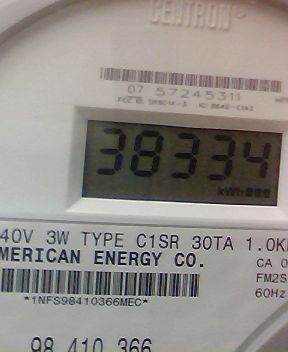 CENTRON®
07 57245311
38334
kWh
40V 3W TYPE C1SR 30TA 1.0K
MERICAN ENERGY CO.
CA 0
FM2S
60Hz
*1NFS98410366MEC*
98 410 366